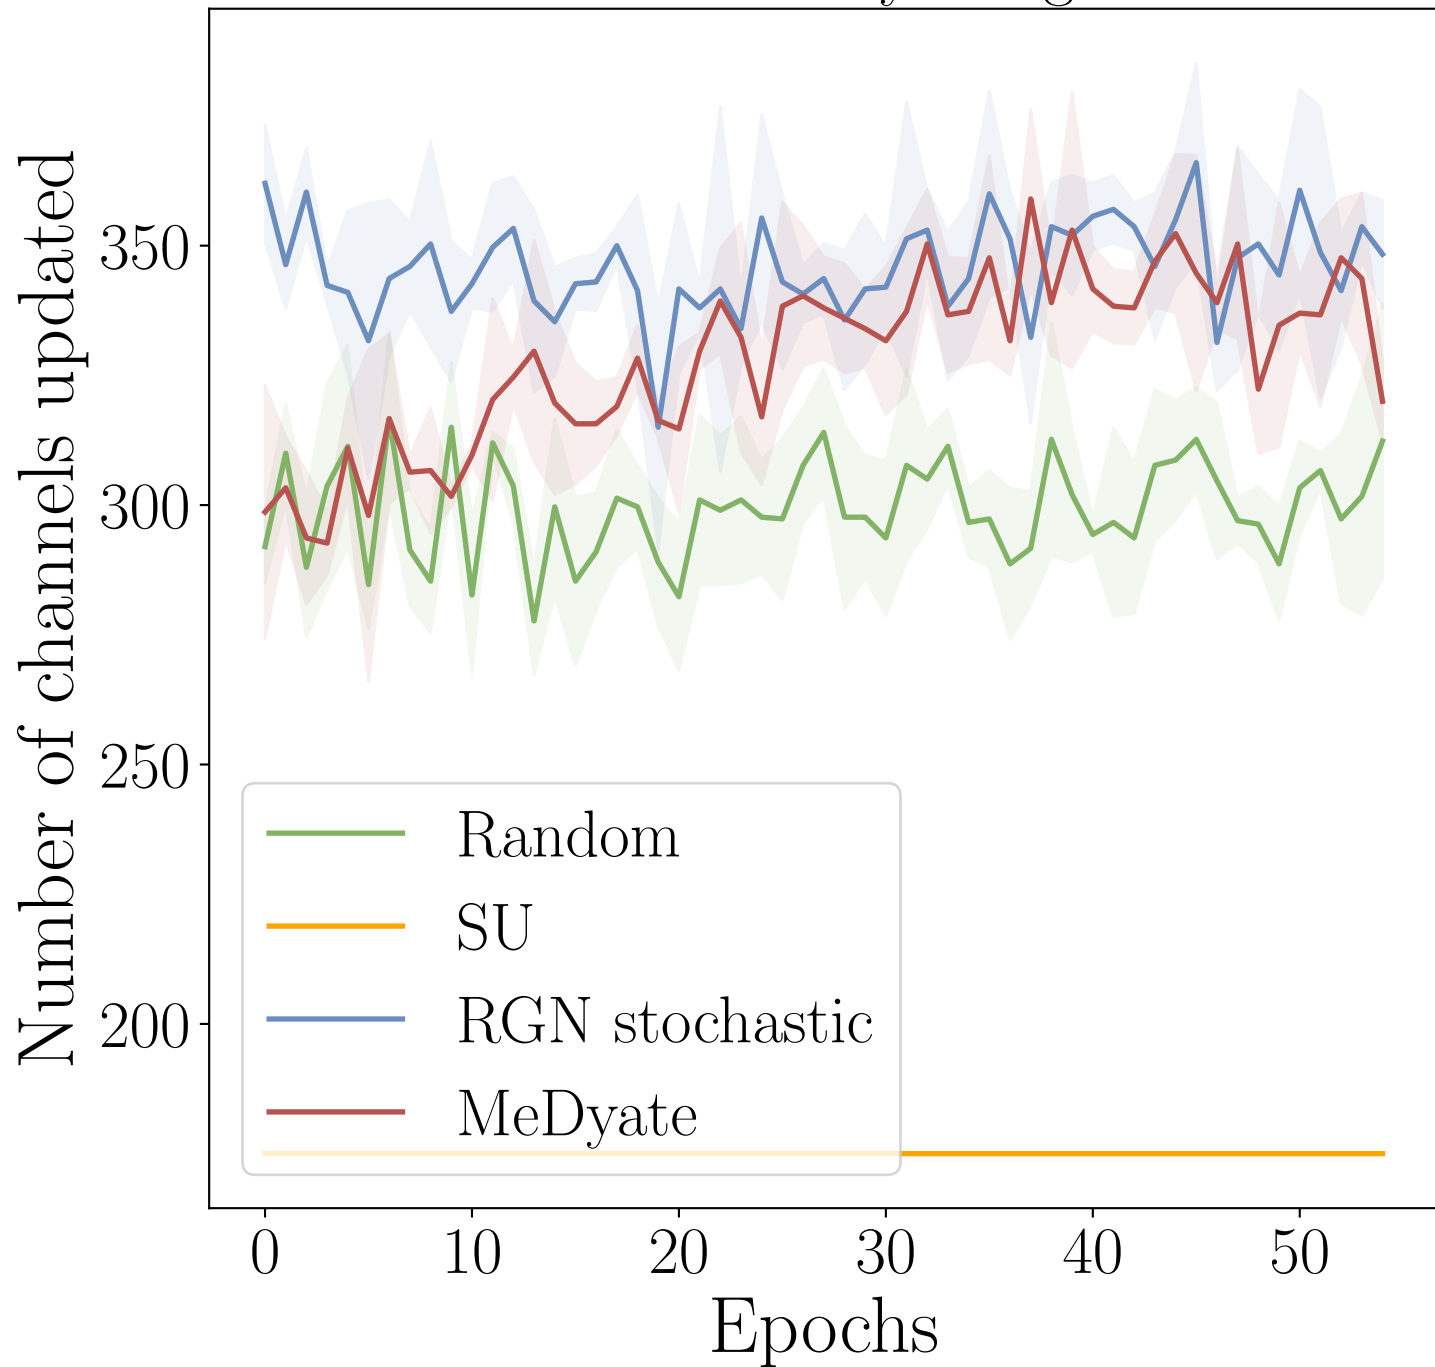 Number of channels updated
350
300
250
200
Random
SU
RGN stochastic
MeDyate
0 10 20 30 40 50
Epochs